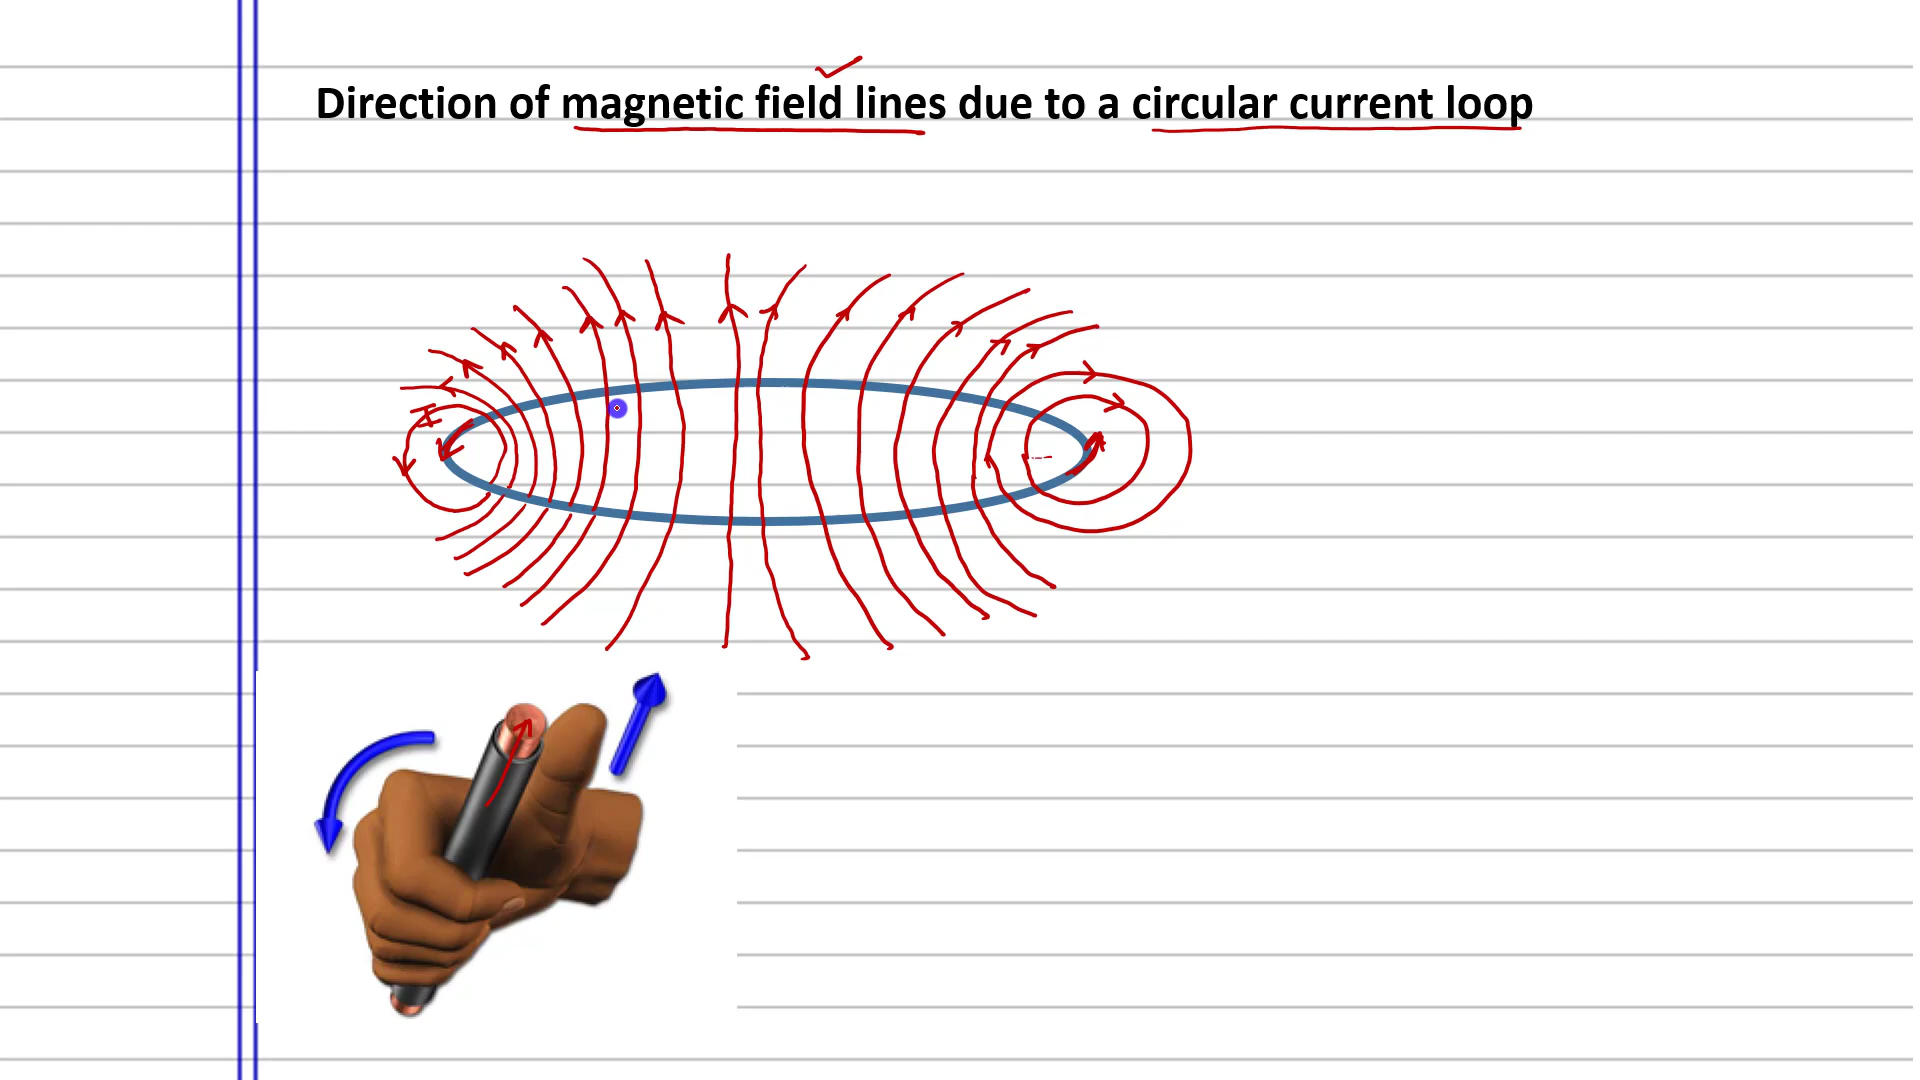 Direction of magnetic field lines due to a circular current loop
I